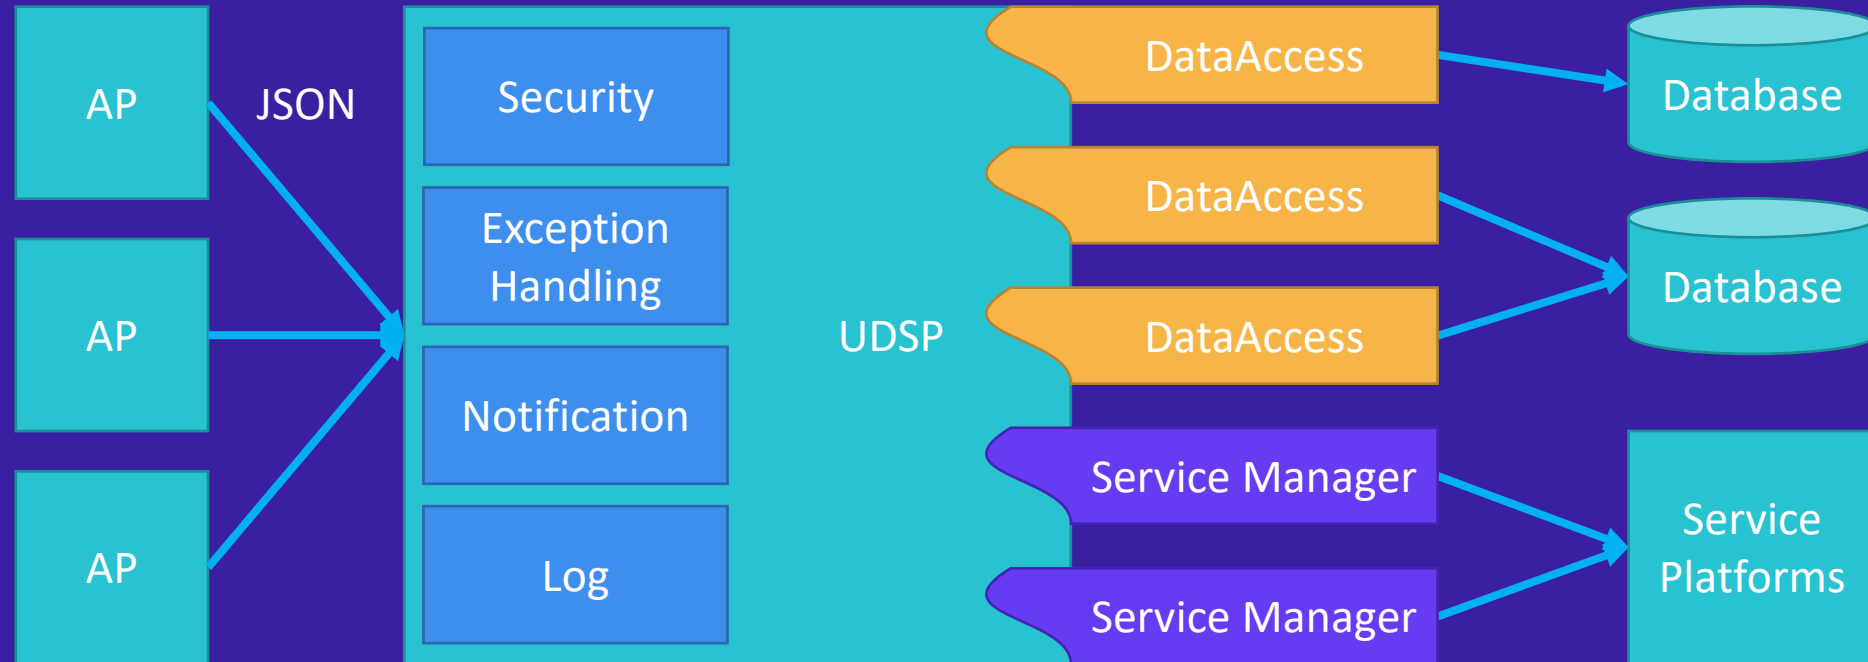 AP
JSON
AP
AP
Security
Exception
Handling
Notification
Log
UDSP
DataAccess
DataAccess
DataAccess
Service Manager
Service Manager
Database
Database
Service
Platforms